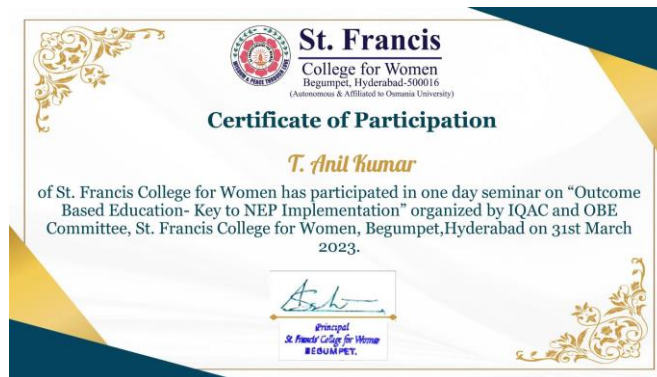 St. Francis
College for Women
Begumpet, Hyderabad-500016
(Autonomous & Affiliated to Osmania University)
Certificate of Participation
T. Anil Kumar
of St. Francis College for Women has participated in one day seminar on “Outcome
Based Education- Key to NEP Implementation” organized by IQAC and OBE
Committee, St. Francis College for Women, Begumpet,Hyderabad on 31st March
2023.
Principal
St. Francis' College for Women
BEGUMPET.